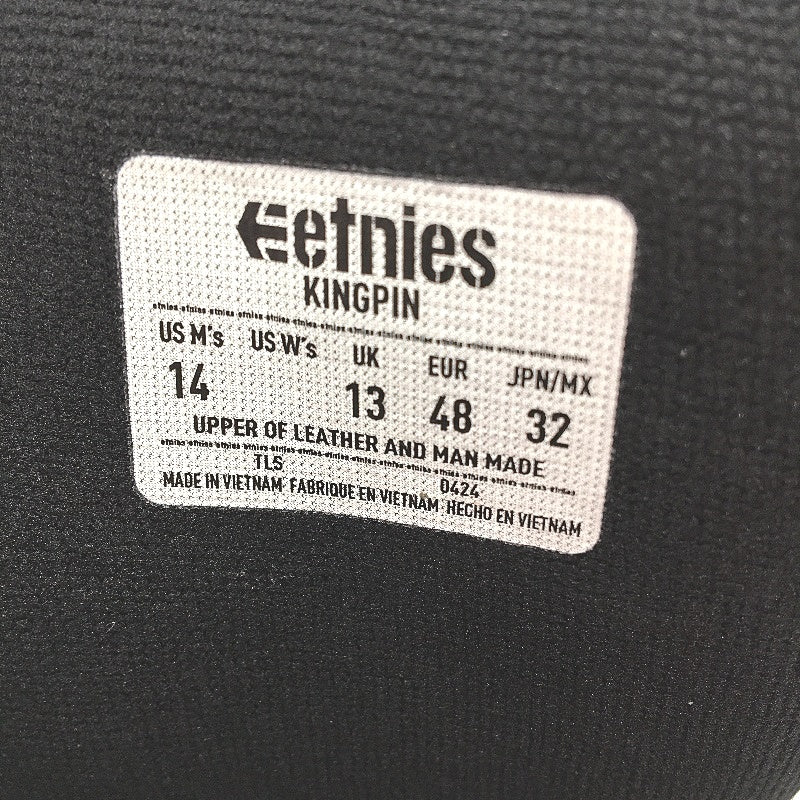 etnies
KINGPIN
US M's US W's UK EUR JPN/MX
14 13 48 32
UPPER OF LEATHER AND MAN MADE
TLS 0424
MADE IN VIETNAM FABRIQUE EN VIETNAM HECHO EN VIETNAM